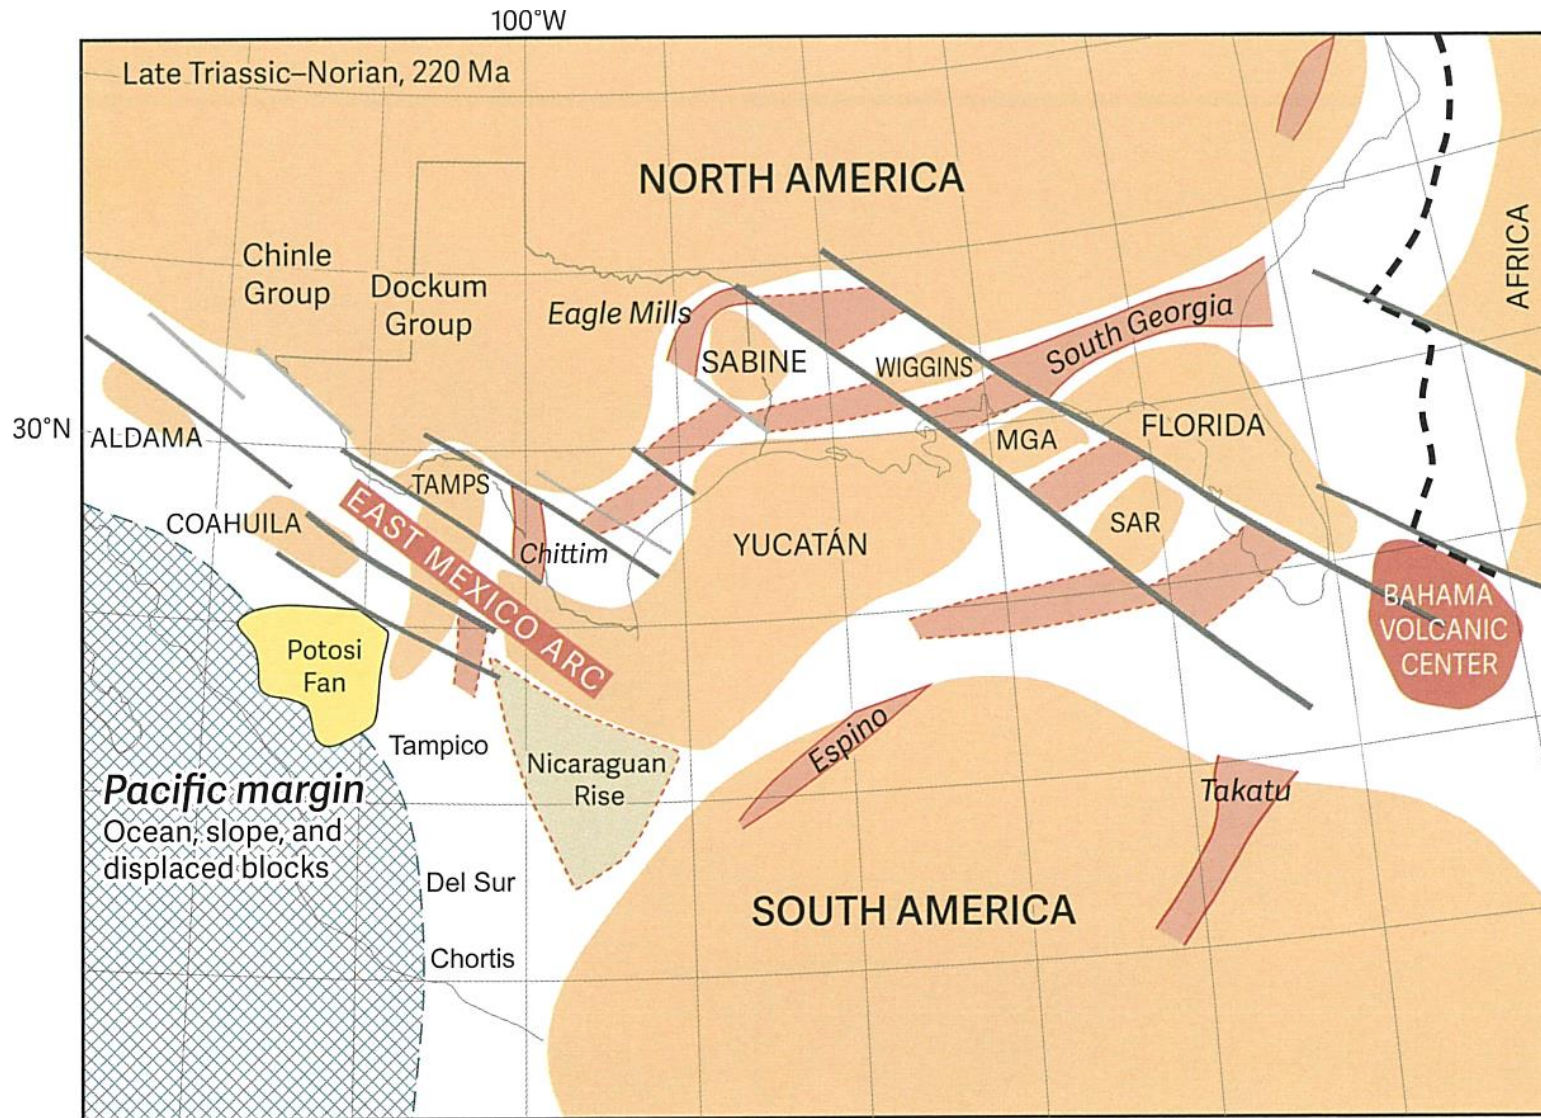 100°W
Late Triassic–Norian, 220 Ma
NORTH AMERICA
AFRICA
Chinle
Group
Dockum
Group
Eagle Mills
South Georgia
SABINE
WIGGINS
30°N
ALDAMA
MGA
FLORIDA
TAMPS
COAHUILA
EAST MEXICO ARC
Chittim
YUCATÁN
SAR
BAHAMA
VOLCANIC
CENTER
Potosi
Fan
Tampico
Nicaraguan
Rise
Espino
Takatu
Pacific margin
Ocean, slope, and
displaced blocks
Del Sur
SOUTH AMERICA
Chortis